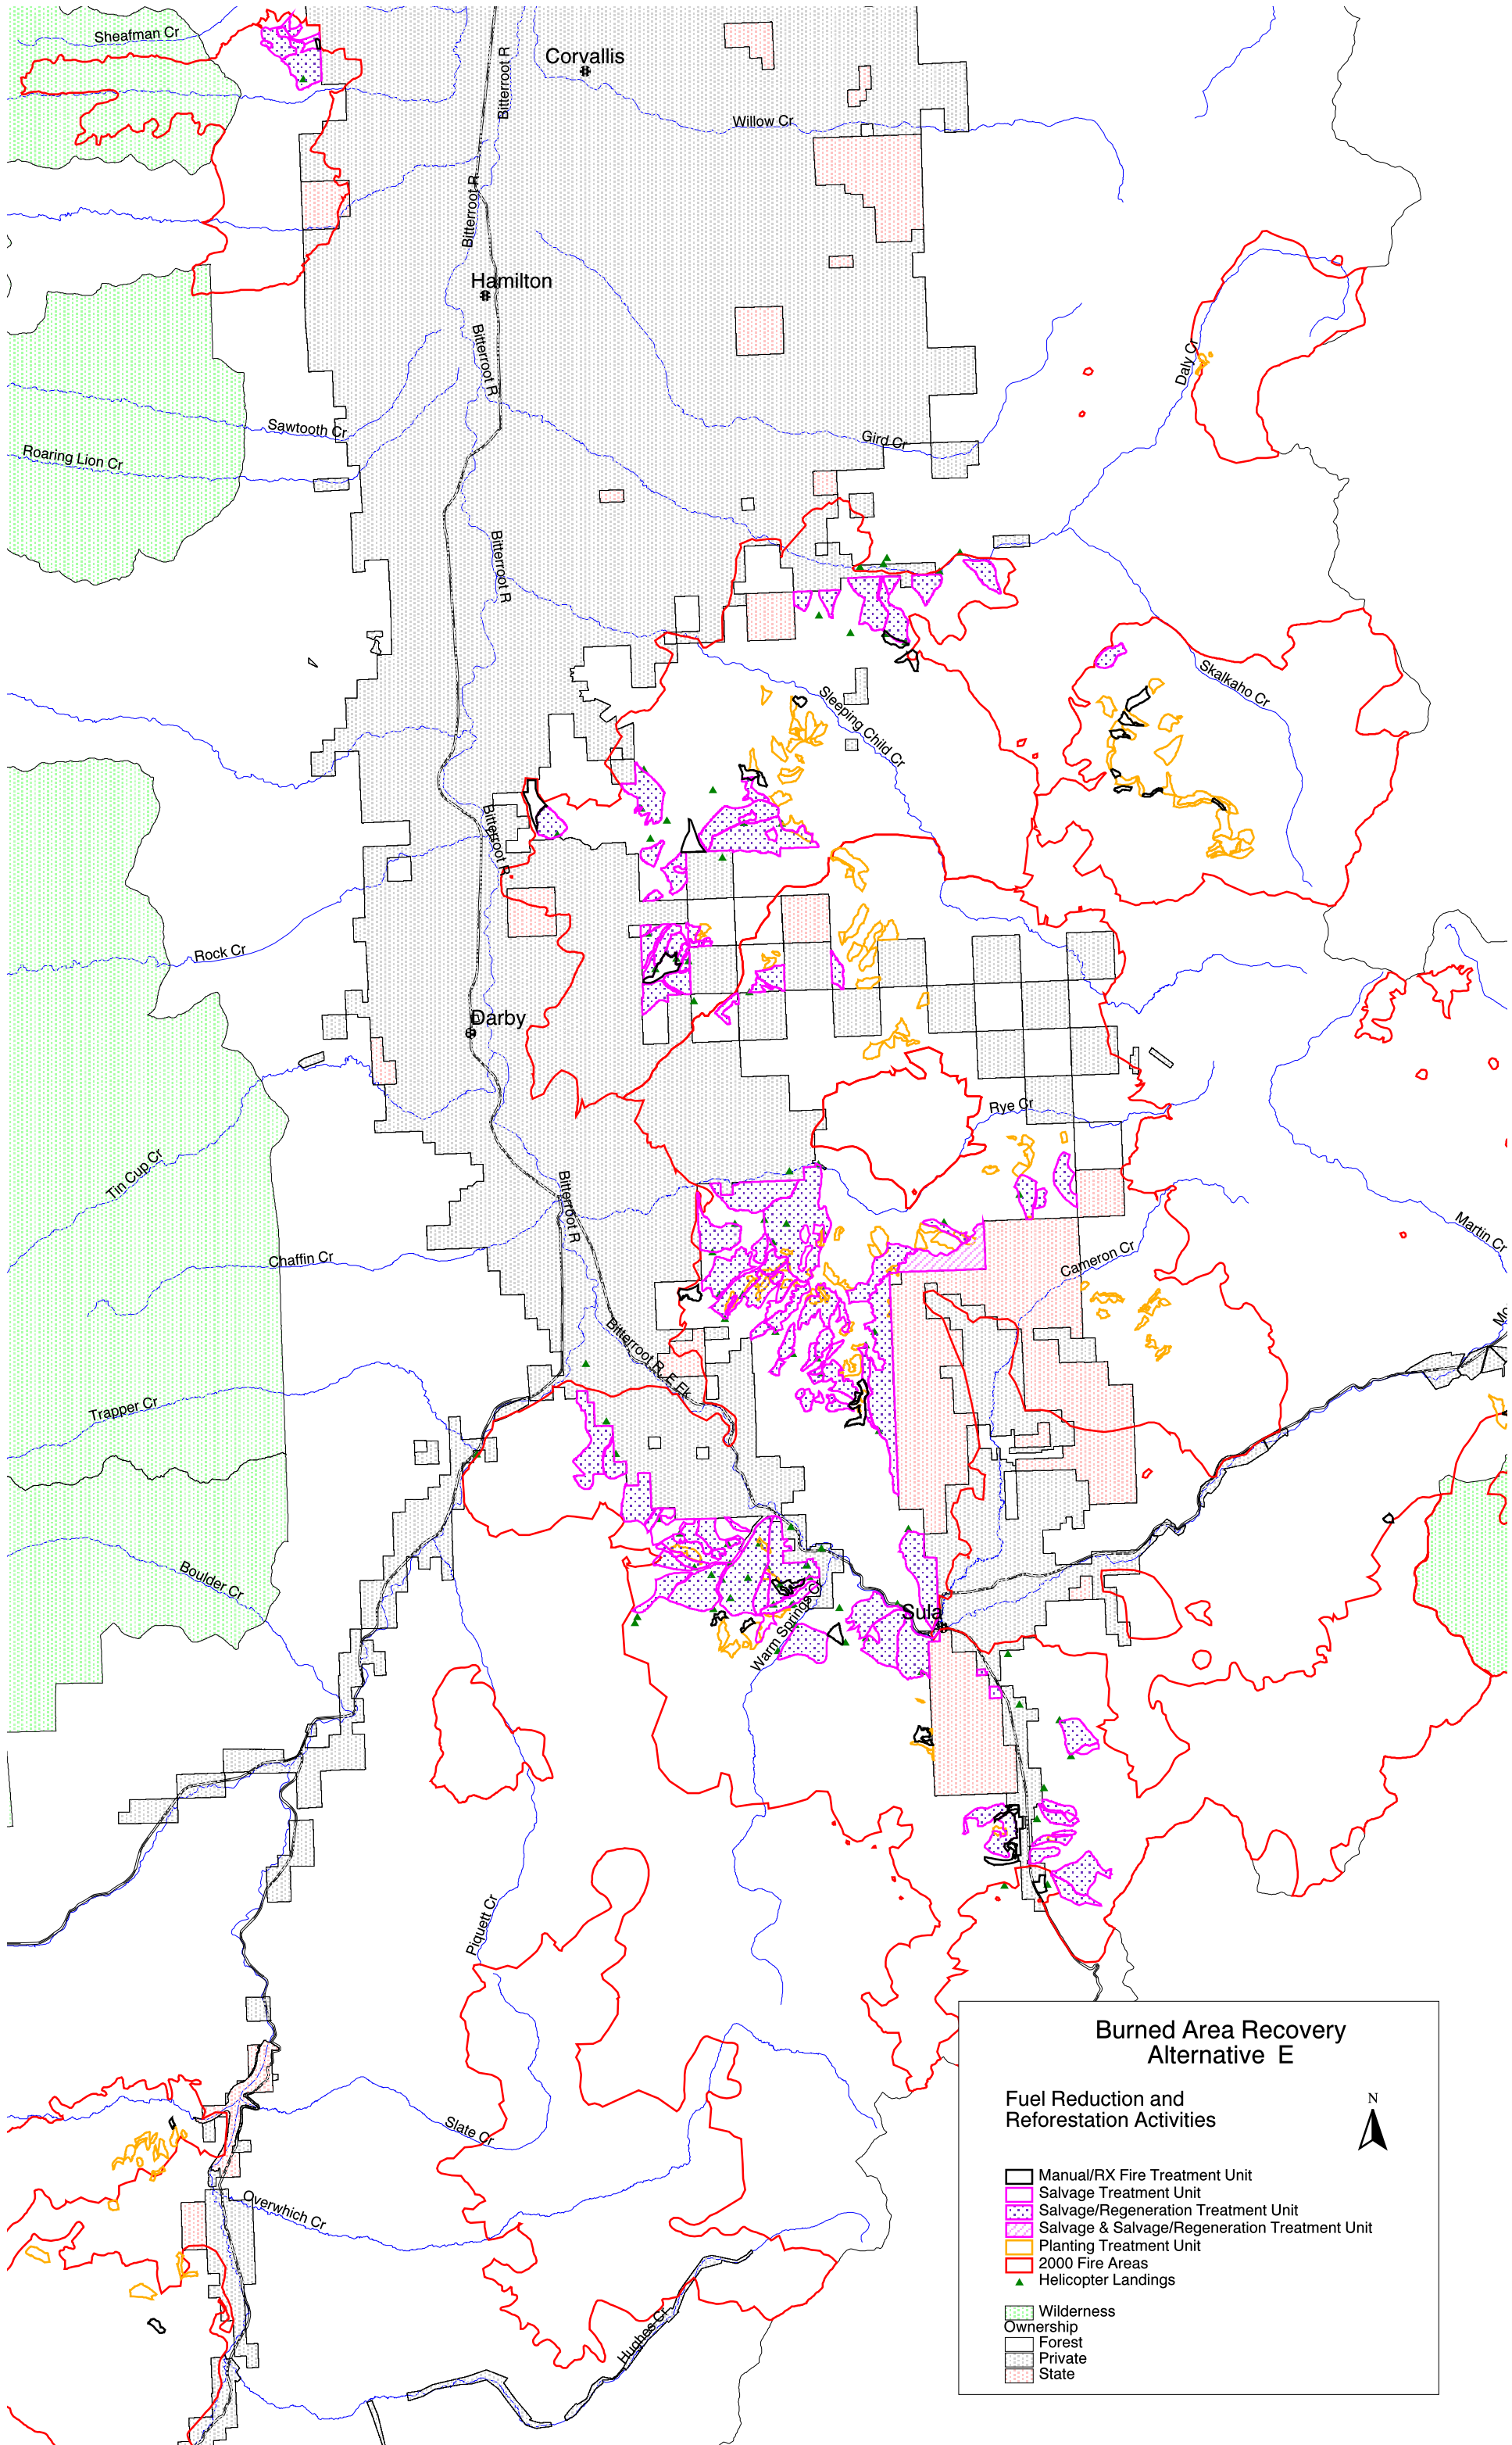 Sheafman Cr
Corvallis
Bitterroot R
Willow Cr
Bitterroot R
Hamilton
Bitterroot R
Daly Cr
Sawtooth Cr
Gird Cr
Roaring Lion Cr
Bitterroot R
Skalkaho Cr
Sleeping Child Cr
Bitterroot R
Rock Cr
Darby
Rye Cr
Tin Cup Cr
Bitterroot R
Martin Cr
Chaffin Cr
Cameron Cr
Mo
Bitterroot R E Fk
Trapper Cr
Boulder Cr
Sula
Warm Springs Cr
Piquett Cr
Slate Cr
Overwhich Cr
Hughes Cr
Burned Area Recovery
Alternative E
Fuel Reduction and
Reforestation Activities
N
Manual/RX Fire Treatment Unit
Salvage Treatment Unit
Salvage/Regeneration Treatment Unit
Salvage & Salvage/Regeneration Treatment Unit
Planting Treatment Unit
2000 Fire Areas
Helicopter Landings
Wilderness
Ownership
Forest
Private
State